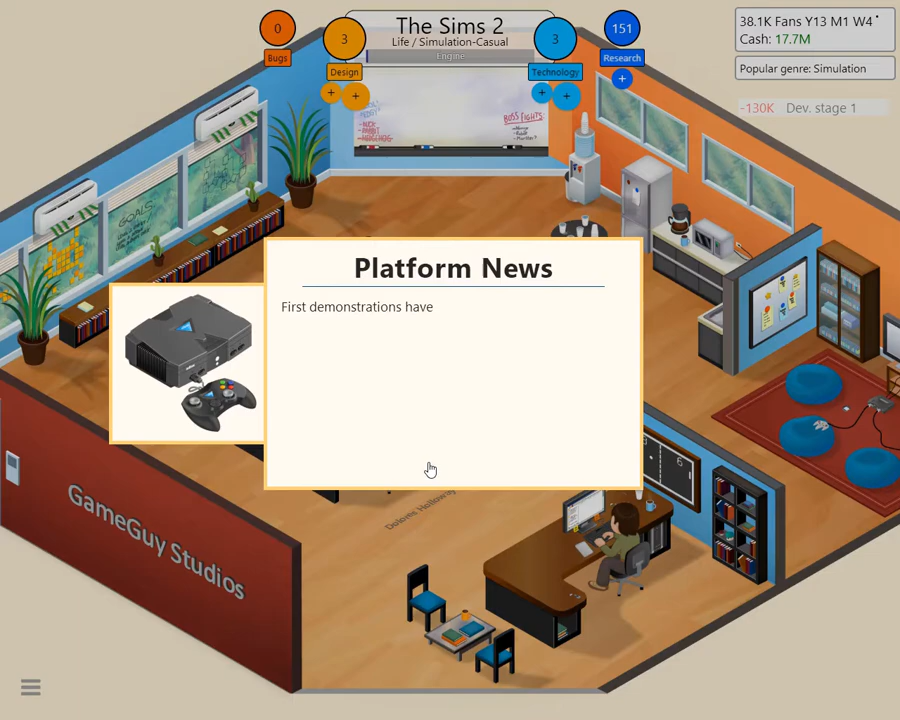 0
Bugs
3
Design
The Sims 2
Life / Simulation-Casual
Engine
3
Technology
151
Research
38.1K Fans Y13 M1 W4
Cash: 17.7M
Popular genre: Simulation
-130K Dev. stage 1
+ +
+ +
+
BOSS FIGHTS
GOALS
Platform News
First demonstrations have
6
GameGuy Studios